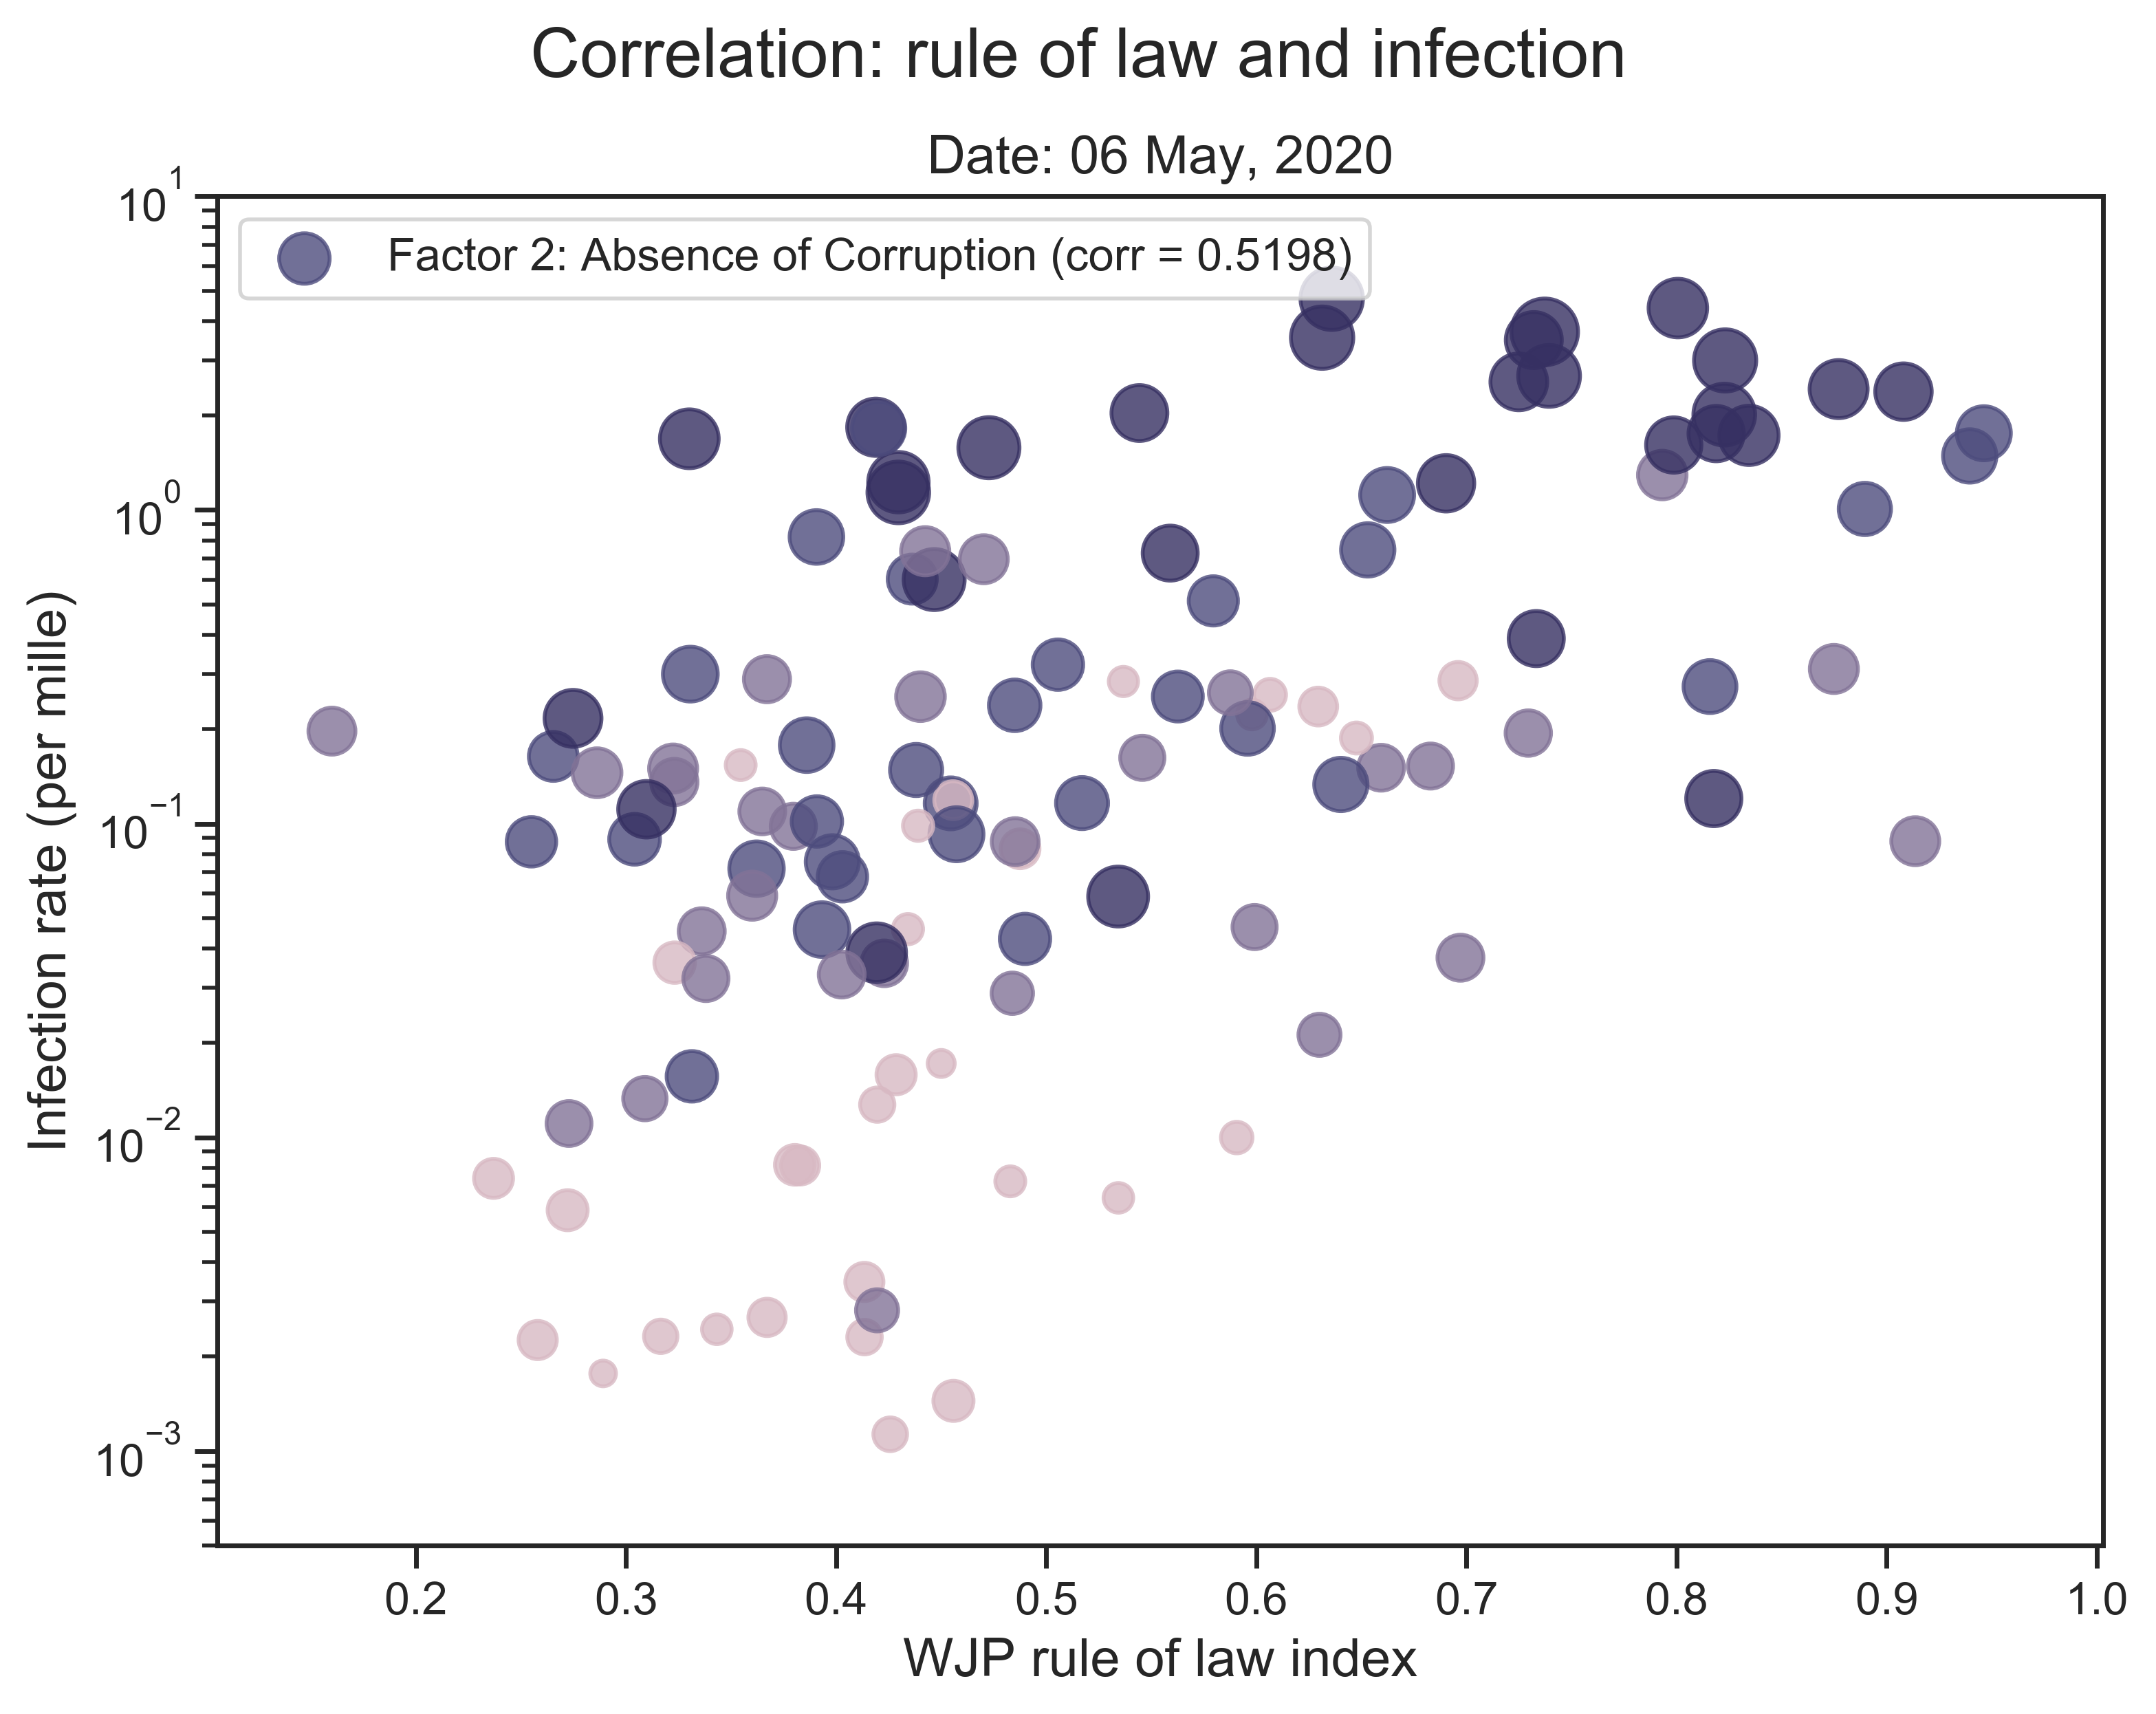 Correlation: rule of law and infection
Date: 06 May, 2020
Factor 2: Absence of Corruption (corr = 0.5198)
Infection rate (per mille)
10^1
10^0
10^−1
10^−2
10^−3
0.2 0.3 0.4 0.5 0.6 0.7 0.8 0.9 1.0
WJP rule of law index